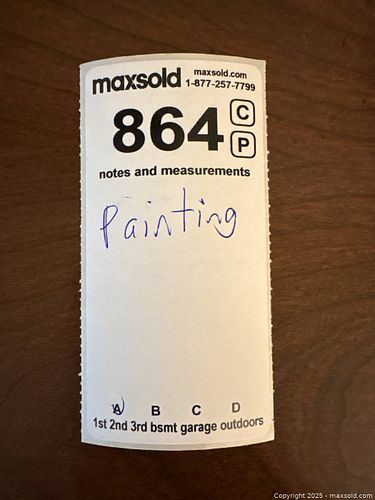 maxsold
maxsold.com
1-877-257-7799
864
C
P
notes and measurements
Painting
A B C D
1st 2nd 3rd bsmt garage outdoors
Copyright 2025 - maxsold.com